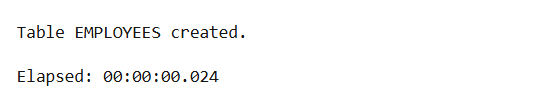 Table EMPLOYEES created.
Elapsed: 00:00:00.024